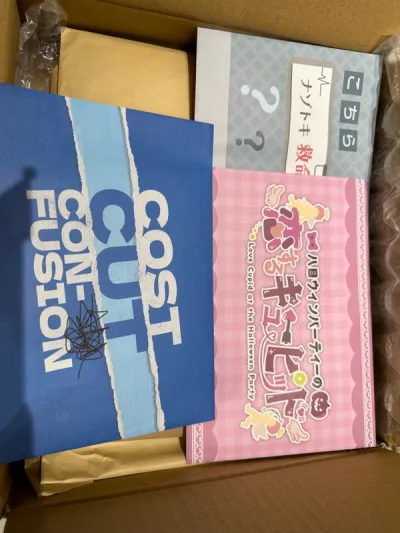 COST
CUT
CON-
FUSION
こちら
ナゾトキ 救
? ?
ハロウィンパーティーの
恋する
キューピッド
Love Cupid at the Halloween Party